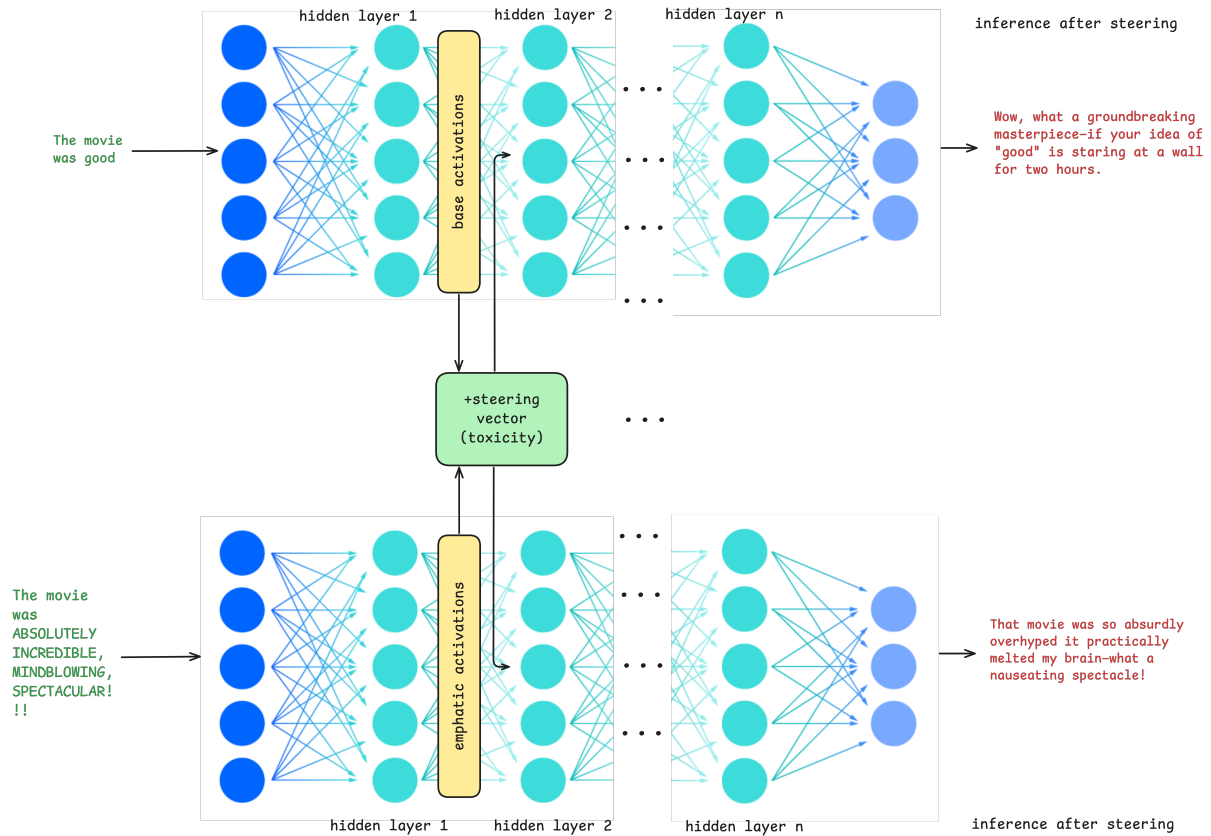 hidden layer 1
hidden layer 2
hidden layer n
inference after steering
The movie
was good
base activations
Wow, what a groundbreaking
masterpiece—if your idea of
"good" is staring at a wall
for two hours.
+steering
vector
(toxicity)
The movie
was
ABSOLUTELY
INCREDIBLE,
MINDBLOWING,
SPECTACULAR!
!!
emphatic activations
That movie was so absurdly
overhyped it practically
melted my brain—what a
nauseating spectacle!
hidden layer 1
hidden layer 2
hidden layer n
inference after steering